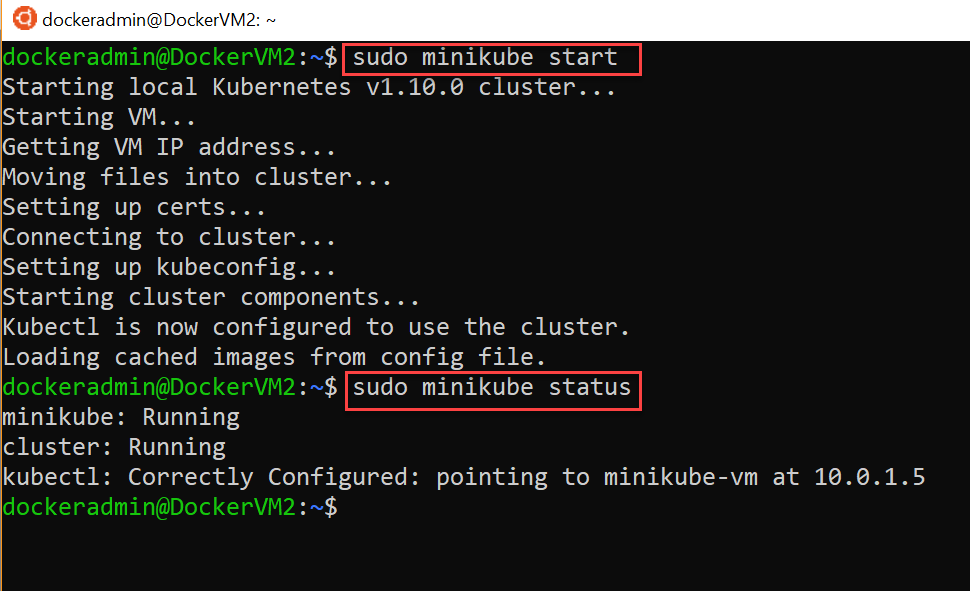 dockeradmin@DockerVM2: ~
dockeradmin@DockerVM2:~$ sudo minikube start
Starting local Kubernetes v1.10.0 cluster...
Starting VM...
Getting VM IP address...
Moving files into cluster...
Setting up certs...
Connecting to cluster...
Setting up kubeconfig...
Starting cluster components...
Kubectl is now configured to use the cluster.
Loading cached images from config file.
dockeradmin@DockerVM2:~$ sudo minikube status
minikube: Running
cluster: Running
kubectl: Correctly Configured: pointing to minikube-vm at 10.0.1.5
dockeradmin@DockerVM2:~$